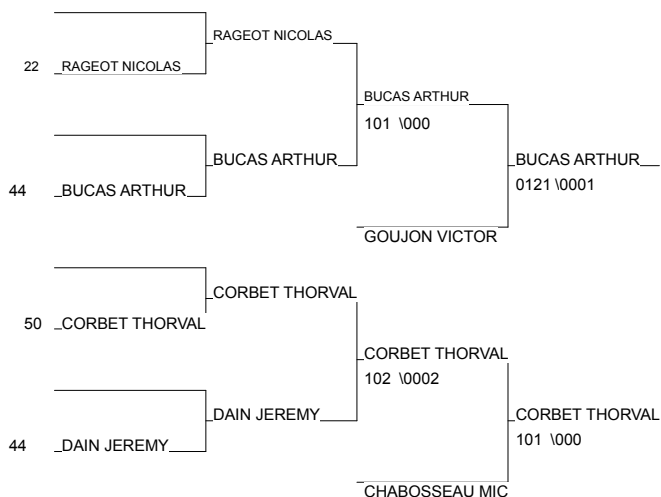 RAGEOT NICOLAS
22 RAGEOT NICOLAS
BUCAS ARTHUR
101 \000
BUCAS ARTHUR
BUCAS ARTHUR
0121 \0001
44 BUCAS ARTHUR
GOUJON VICTOR
CORBET THORVAL
50 CORBET THORVAL
CORBET THORVAL
102 \0002
DAIN JEREMY
CORBET THORVAL
101 \000
44 DAIN JEREMY
CHABOSSEAU MIC